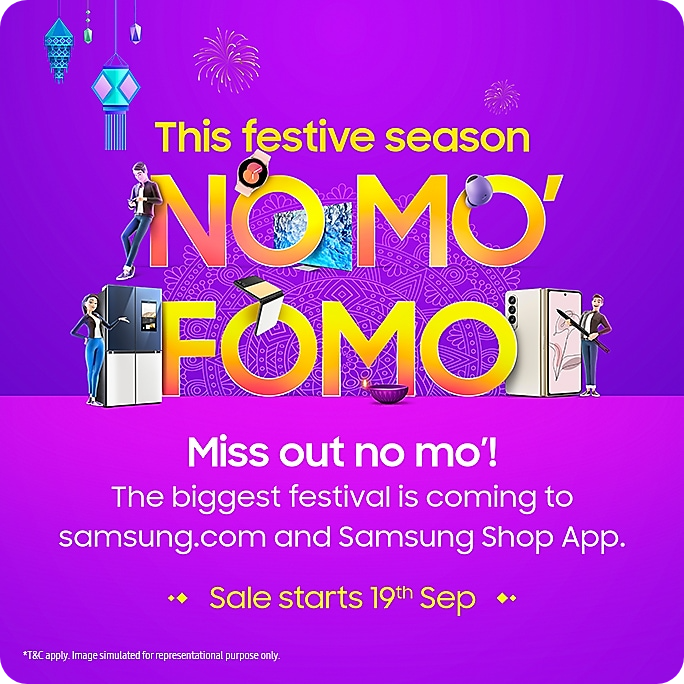 This festive season
NO MO’
FOMO
Miss out no mo’!
The biggest festival is coming to
samsung.com and Samsung Shop App.
Sale starts 19th Sep
*T&C apply. Image simulated for representational purpose only.